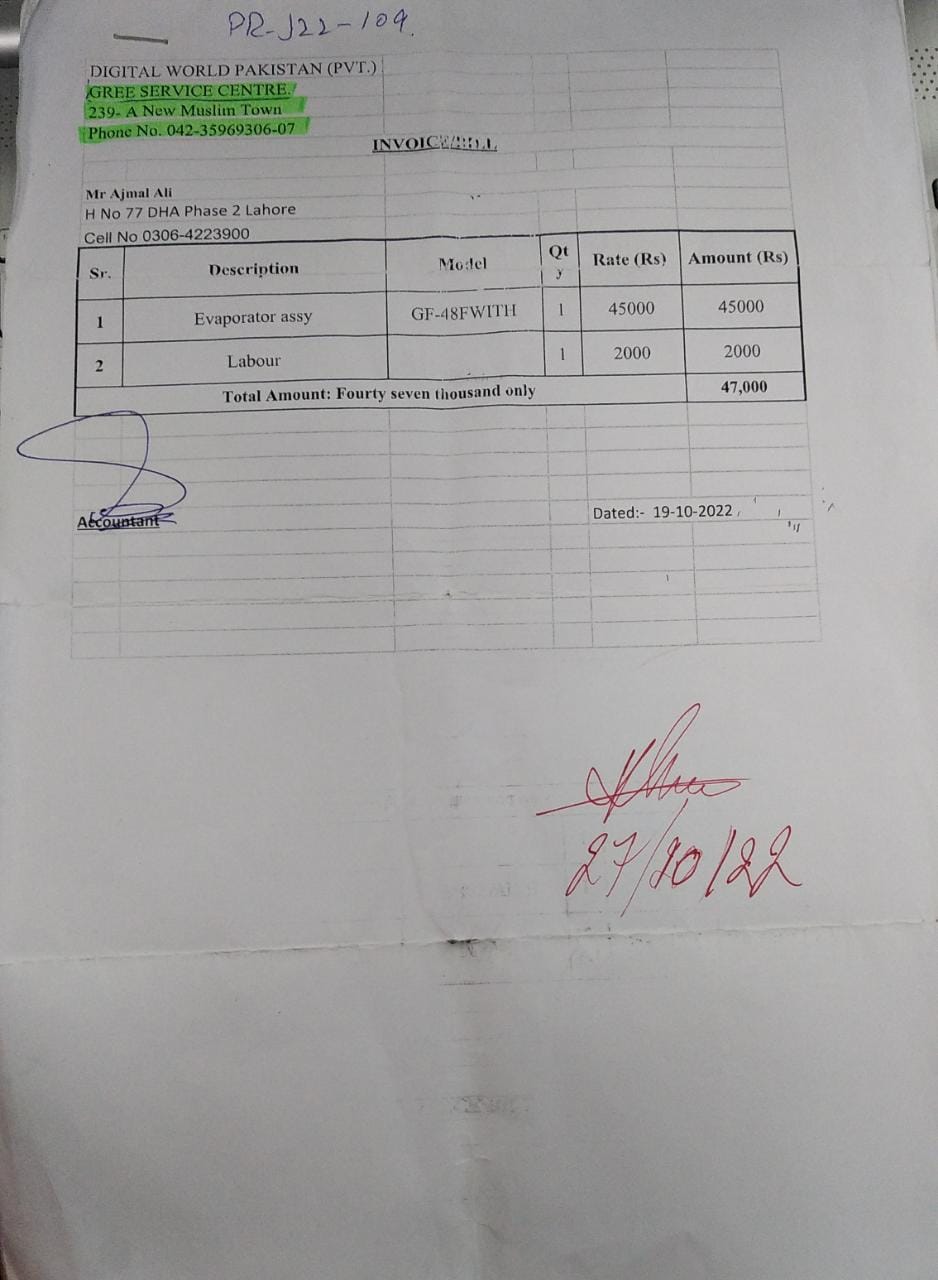 PR-J22-109
DIGITAL WORLD PAKISTAN (PVT.)
GREE SERVICE CENTRE.
239- A New Muslim Town
Phone No. 042-35969306-07
INVOICE/BILL
Mr Ajmal Ali
H No 77 DHA Phase 2 Lahore
Cell No 0306-4223900
Sr. Description Model Qty Rate (Rs) Amount (Rs)
1 Evaporator assy GF-48FWITH 1 45000 45000
2 Labour 1 2000 2000
Total Amount: Fourty seven thousand only 47,000
Accountant
Dated:- 19-10-2022
27/10/22